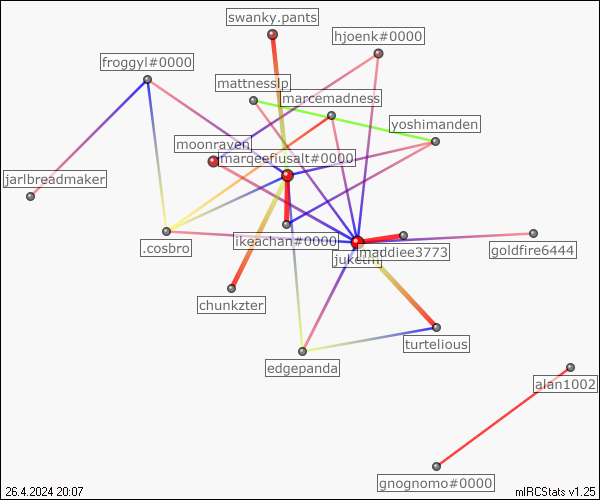 swanky.pants
hjoenk#0000
froggyl#0000
mattnesslp
marcemadness
yoshimanden
moonraven
marqeefiusalt#0000
jarlbreadmaker
ikeachan#0000
.cosbro
maddiee3773
goldfire6444
chunkzter
turtelious
edgepanda
alan1002
gnognomo#0000
26.4.2024 20:07
mIRCStats v1.25